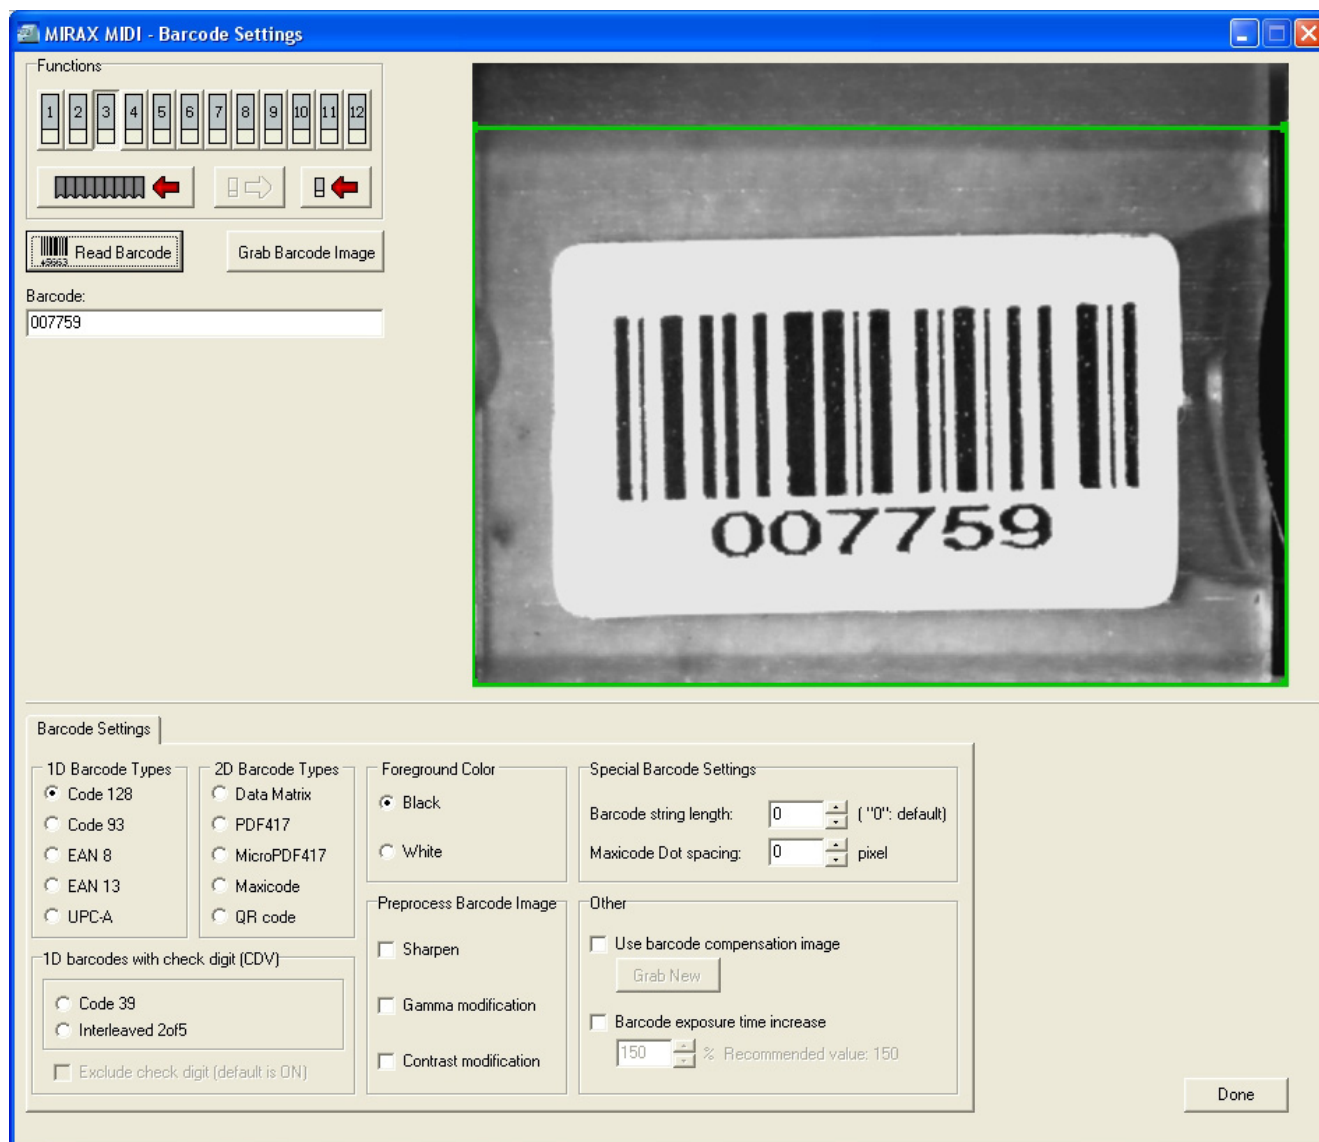 MIRAX MIDI - Barcode Settings
Functions
1 2 3 4 5 6 7 8 9 10 11 12
Read Barcode
Grab Barcode Image
Barcode:
007759
007759
Barcode Settings
1D Barcode Types
Code 128
Code 93
EAN 8
EAN 13
UPC-A
2D Barcode Types
Data Matrix
PDF417
MicroPDF417
Maxicode
QR code
1D barcodes with check digit (CDV)
Code 39
Interleaved 2of5
Exclude check digit (default is ON)
Foreground Color
Black
White
Preprocess Barcode Image
Sharpen
Gamma modification
Contrast modification
Special Barcode Settings
Barcode string length: 0 ( "0": default)
Maxicode Dot spacing: 0 pixel
Other
Use barcode compensation image
Grab New
Barcode exposure time increase
150 % Recommended value: 150
Done